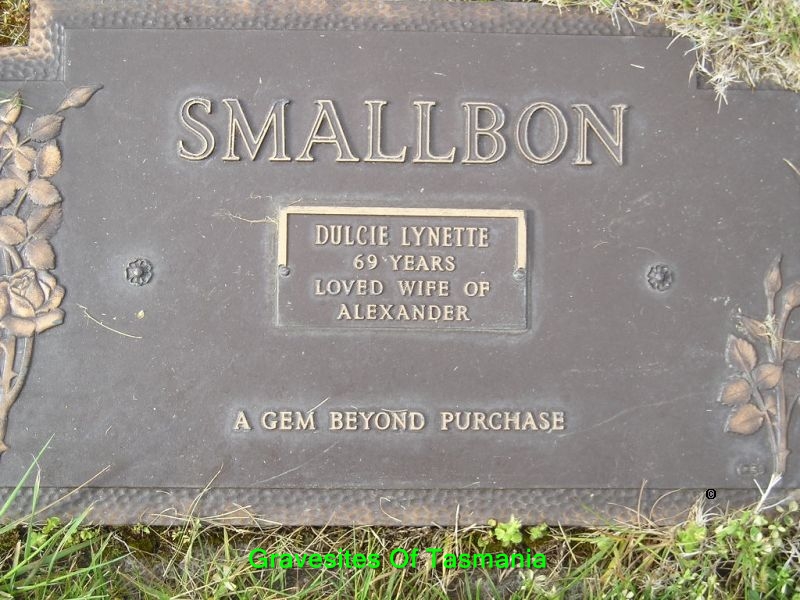 SMALLBON
DULCIE LYNETTE
69 YEARS
LOVED WIFE OF
ALEXANDER
A GEM BEYOND PURCHASE
©
Gravesites Of Tasmania